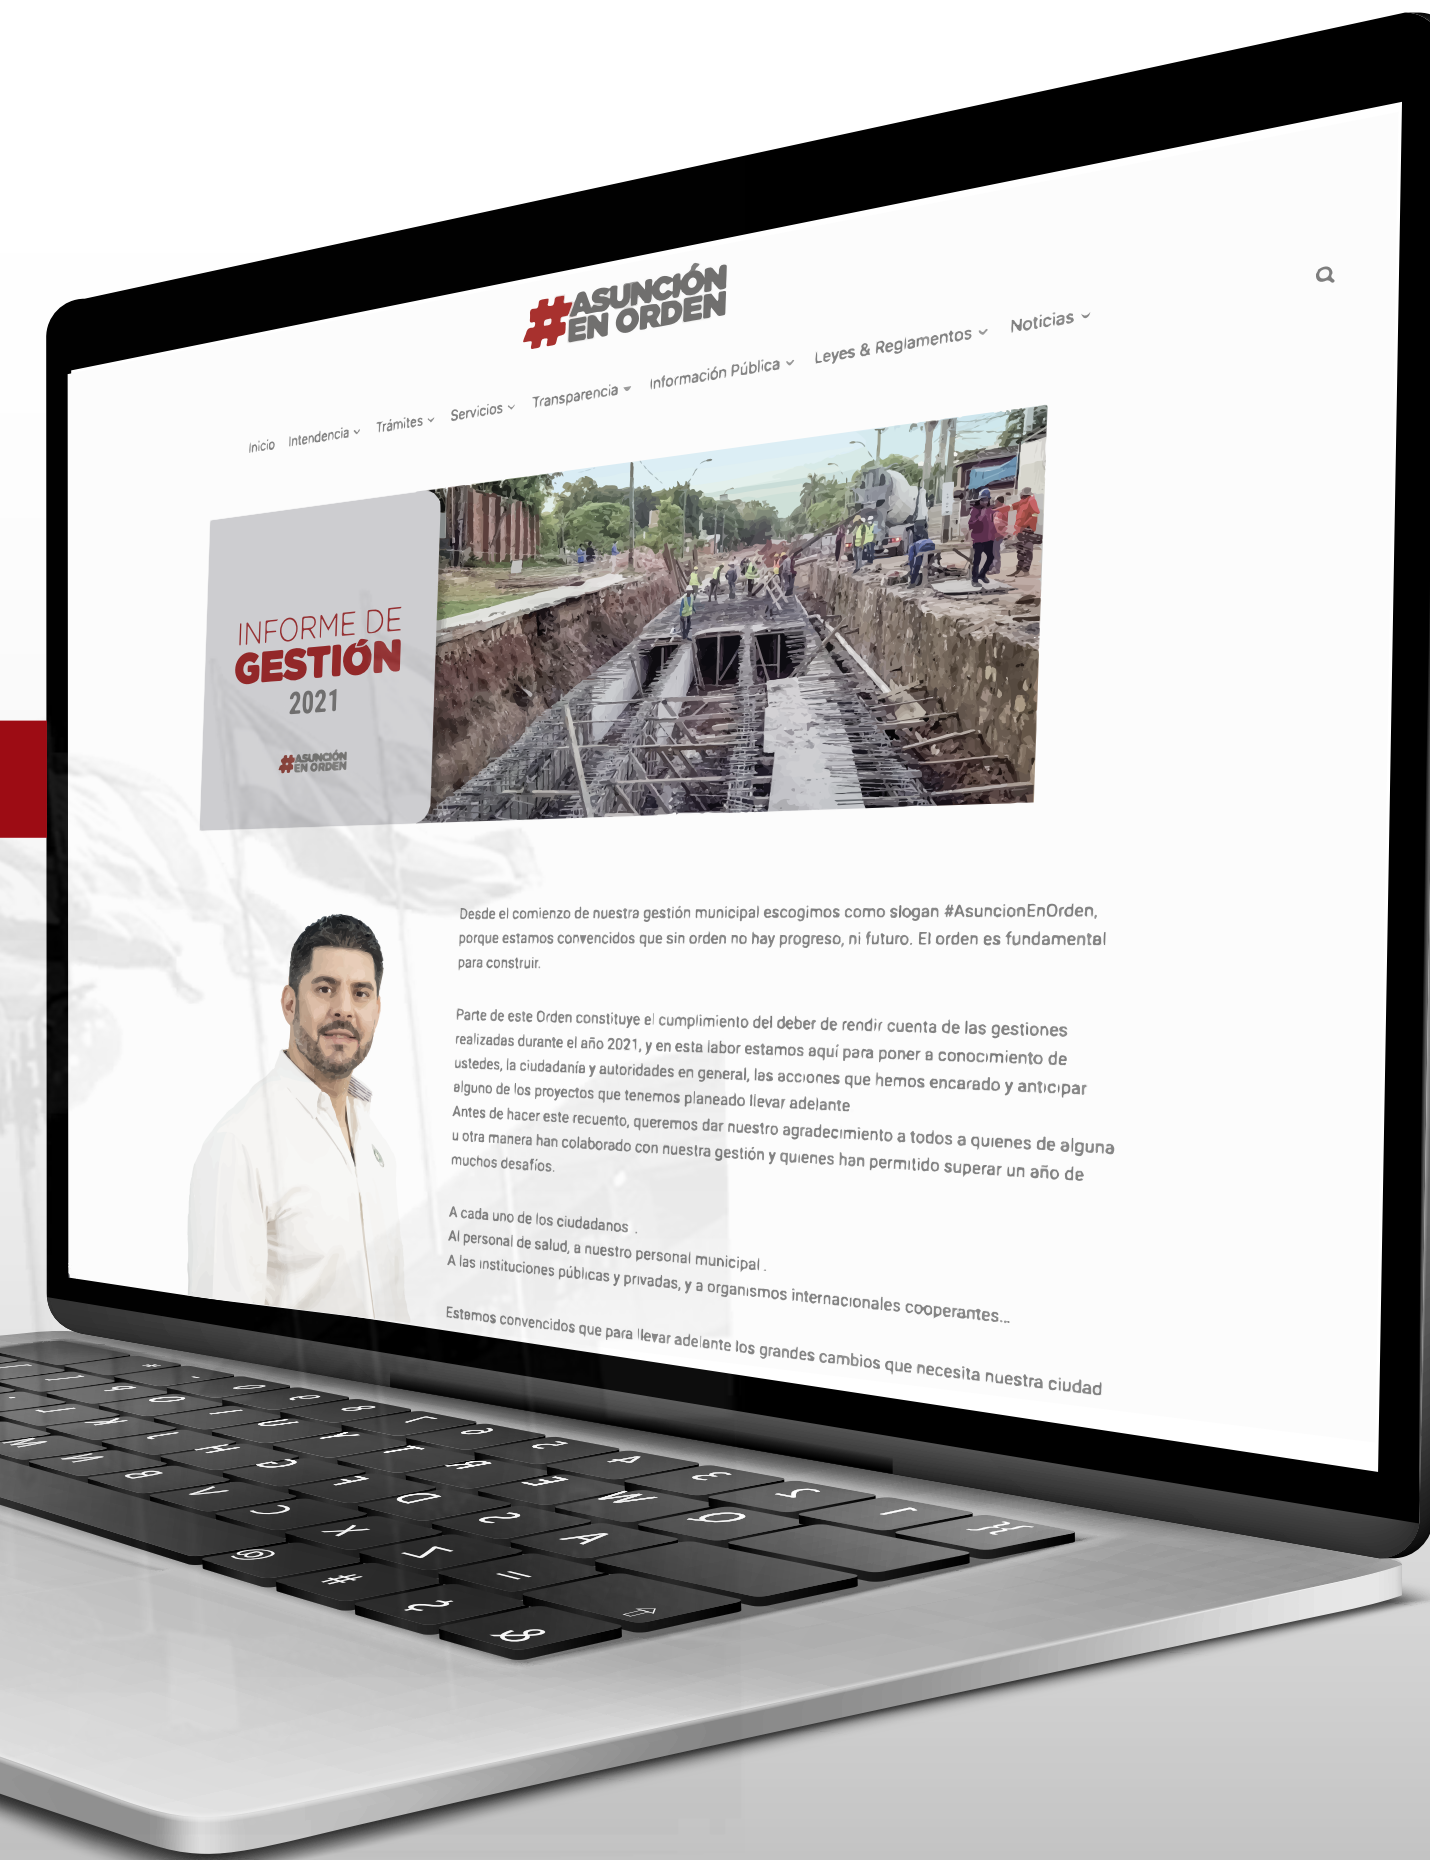 #ASUNCIÓN
EN ORDEN
Inicio Intendencia Trámites Servicios Transparencia Información Pública Leyes & Reglamentos Noticias
INFORME DE
GESTIÓN
2021
#ASUNCIÓN
EN ORDEN
Desde el comienzo de nuestra gestión municipal escogimos como slogan #AsuncionEnOrden,
porque estamos convencidos que sin orden no hay progreso, ni futuro. El orden es fundamental
para construir.
Parte de este Orden constituye el cumplimiento del deber de rendir cuenta de las gestiones
realizadas durante el año 2021, y en esta labor estamos aquí para poner a conocimiento de
ustedes, la ciudadanía y autoridades en general, las acciones que hemos encarado y anticipar
alguno de los proyectos que tenemos planeado llevar adelante
Antes de hacer este recuento, queremos dar nuestro agradecimiento a todos a quienes de alguna
u otra manera han colaborado con nuestra gestión y quienes han permitido superar un año de
muchos desafíos.
A cada uno de los ciudadanos .
Al personal de salud, a nuestro personal municipal .
A las instituciones públicas y privadas, y a organismos internacionales cooperantes...
Estamos convencidos que para llevar adelante los grandes cambios que necesita nuestra ciudad